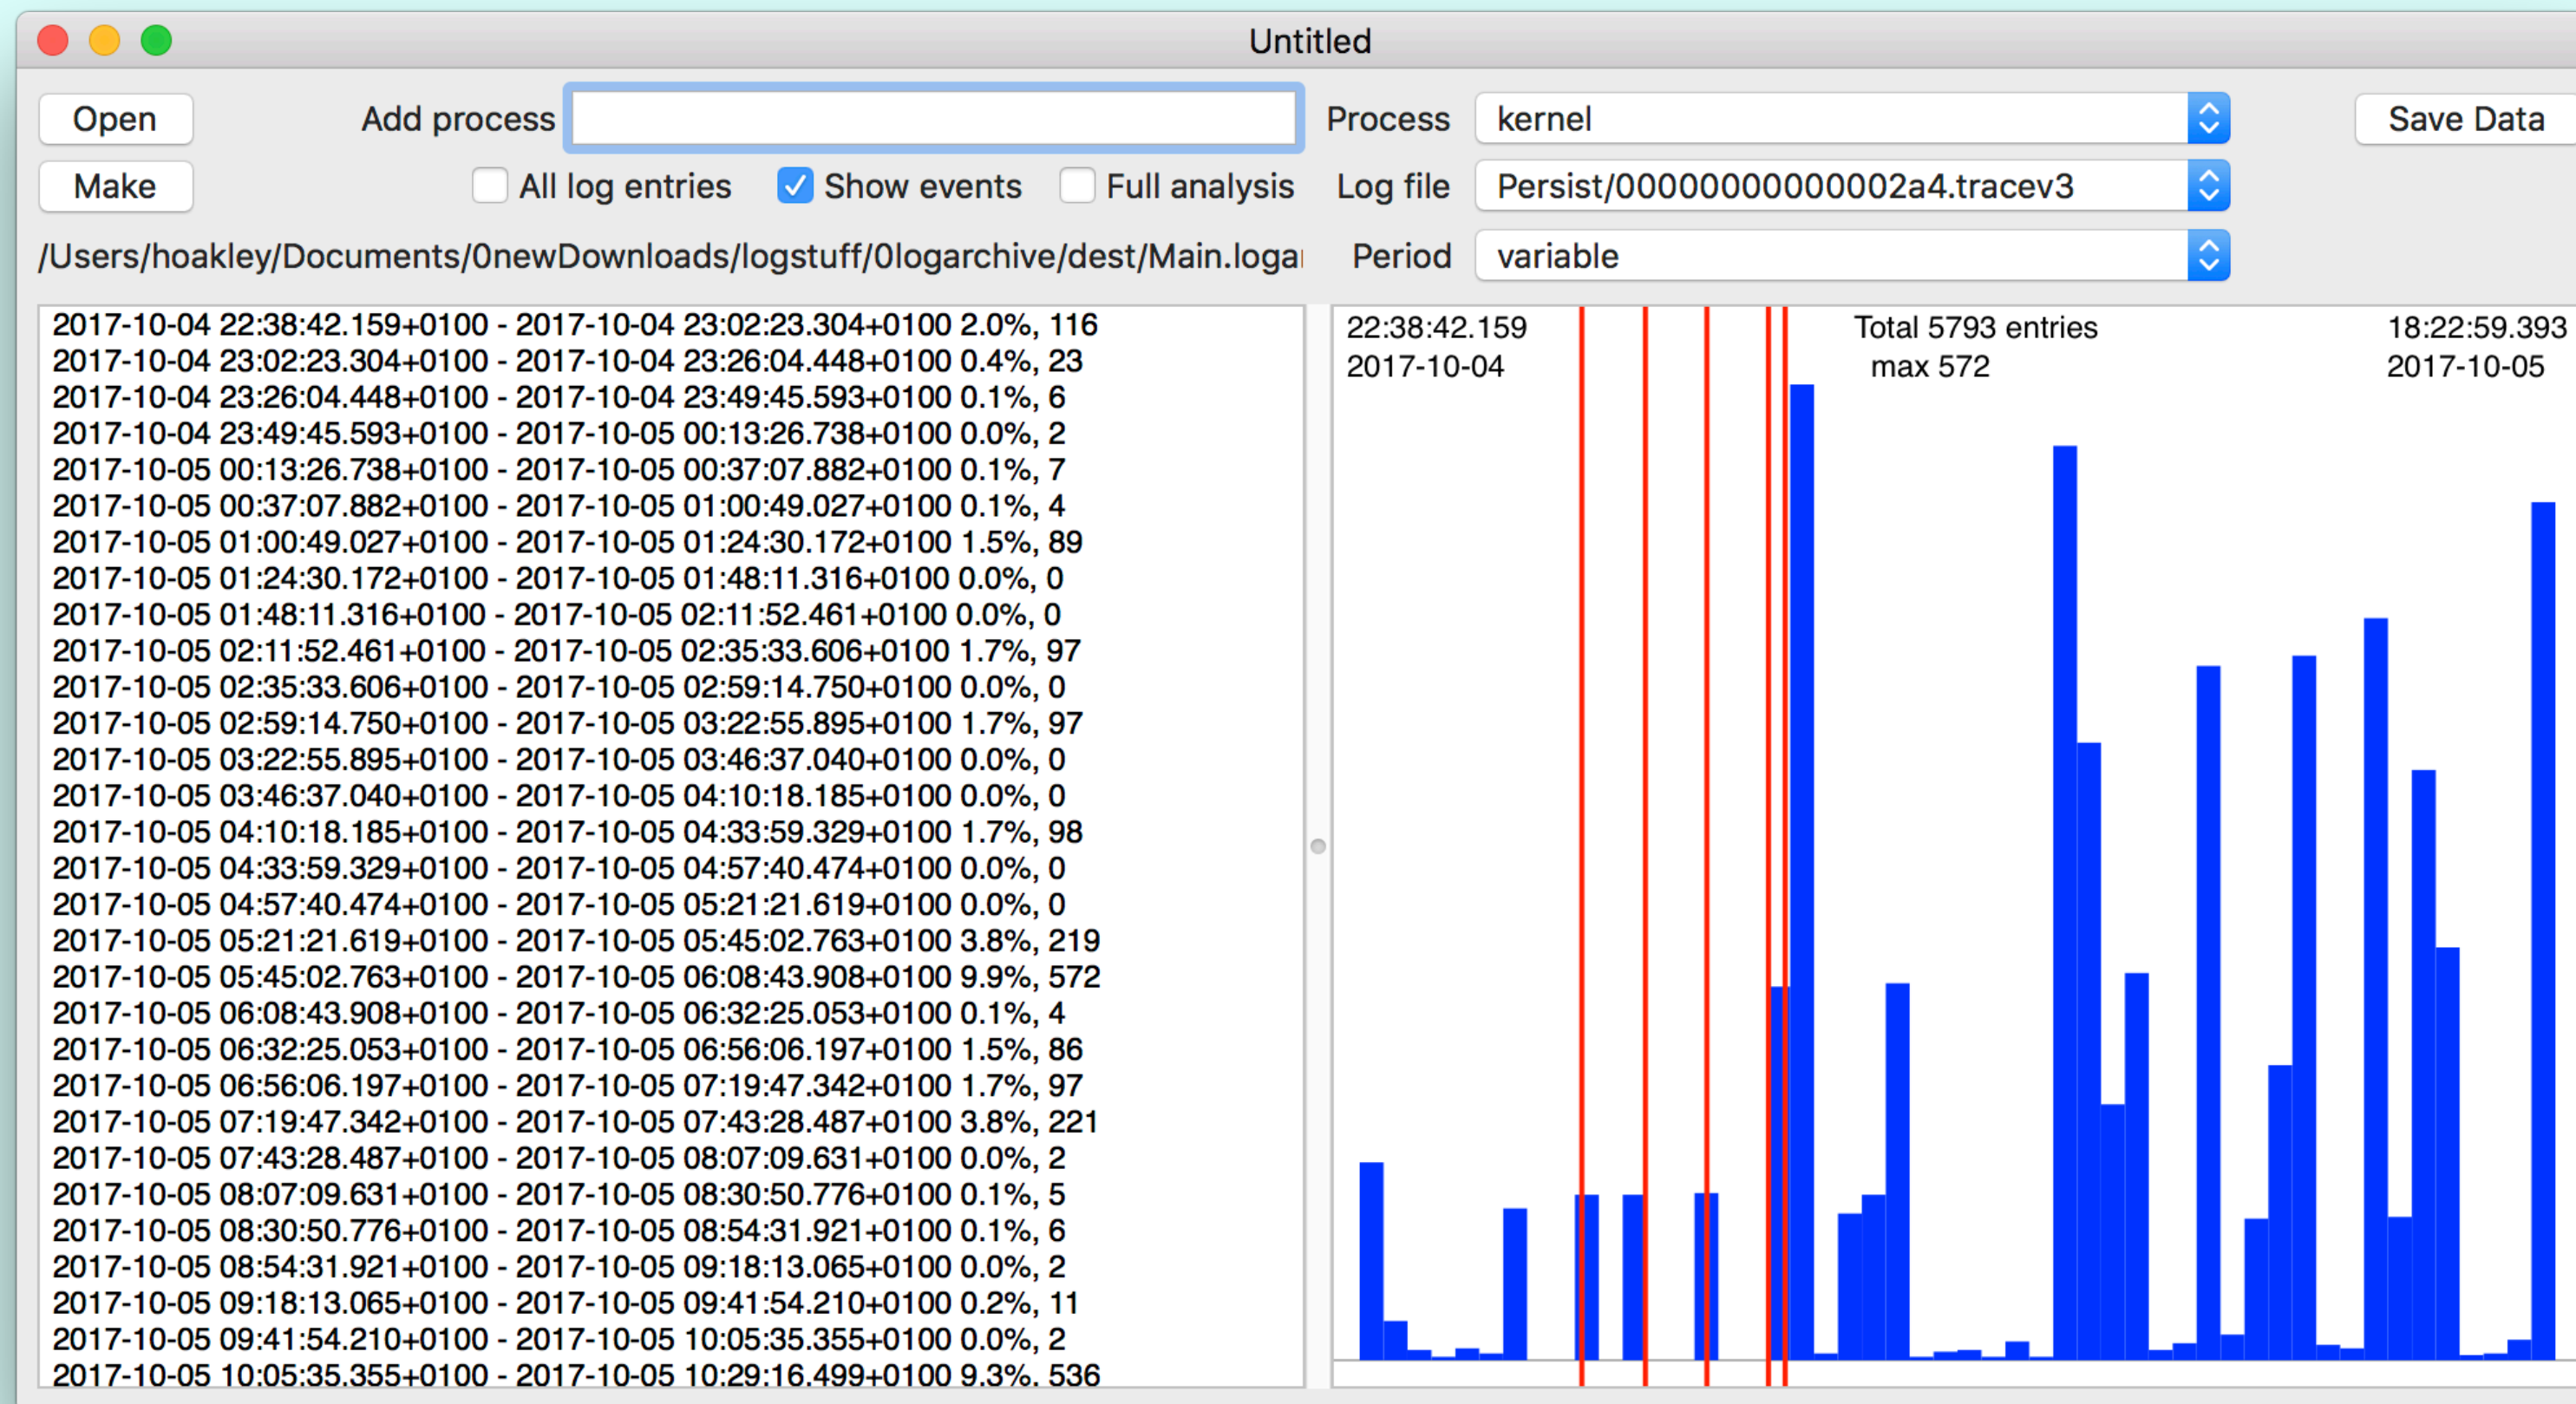 Untitled
Open Add process Process kernel Save Data
Make All log entries Show events Full analysis Log file Persist/00000000000002a4.tracev3
/Users/hoakley/Documents/0newDownloads/logstuff/0logarchive/dest/Main.logar Period variable
2017-10-04 22:38:42.159+0100 - 2017-10-04 23:02:23.304+0100 2.0%, 116
2017-10-04 23:02:23.304+0100 - 2017-10-04 23:26:04.448+0100 0.4%, 23
2017-10-04 23:26:04.448+0100 - 2017-10-04 23:49:45.593+0100 0.1%, 6
2017-10-04 23:49:45.593+0100 - 2017-10-05 00:13:26.738+0100 0.0%, 2
2017-10-05 00:13:26.738+0100 - 2017-10-05 00:37:07.882+0100 0.1%, 7
2017-10-05 00:37:07.882+0100 - 2017-10-05 01:00:49.027+0100 0.1%, 4
2017-10-05 01:00:49.027+0100 - 2017-10-05 01:24:30.172+0100 1.5%, 89
2017-10-05 01:24:30.172+0100 - 2017-10-05 01:48:11.316+0100 0.0%, 0
2017-10-05 01:48:11.316+0100 - 2017-10-05 02:11:52.461+0100 0.0%, 0
2017-10-05 02:11:52.461+0100 - 2017-10-05 02:35:33.606+0100 1.7%, 97
2017-10-05 02:35:33.606+0100 - 2017-10-05 02:59:14.750+0100 0.0%, 0
2017-10-05 02:59:14.750+0100 - 2017-10-05 03:22:55.895+0100 1.7%, 97
2017-10-05 03:22:55.895+0100 - 2017-10-05 03:46:37.040+0100 0.0%, 0
2017-10-05 03:46:37.040+0100 - 2017-10-05 04:10:18.185+0100 0.0%, 0
2017-10-05 04:10:18.185+0100 - 2017-10-05 04:33:59.329+0100 1.7%, 98
2017-10-05 04:33:59.329+0100 - 2017-10-05 04:57:40.474+0100 0.0%, 0
2017-10-05 04:57:40.474+0100 - 2017-10-05 05:21:21.619+0100 0.0%, 0
2017-10-05 05:21:21.619+0100 - 2017-10-05 05:45:02.763+0100 3.8%, 219
2017-10-05 05:45:02.763+0100 - 2017-10-05 06:08:43.908+0100 9.9%, 572
2017-10-05 06:08:43.908+0100 - 2017-10-05 06:32:25.053+0100 0.1%, 4
2017-10-05 06:32:25.053+0100 - 2017-10-05 06:56:06.197+0100 1.5%, 86
2017-10-05 06:56:06.197+0100 - 2017-10-05 07:19:47.342+0100 1.7%, 97
2017-10-05 07:19:47.342+0100 - 2017-10-05 07:43:28.487+0100 3.8%, 221
2017-10-05 07:43:28.487+0100 - 2017-10-05 08:07:09.631+0100 0.0%, 2
2017-10-05 08:07:09.631+0100 - 2017-10-05 08:30:50.776+0100 0.1%, 5
2017-10-05 08:30:50.776+0100 - 2017-10-05 08:54:31.921+0100 0.1%, 6
2017-10-05 08:54:31.921+0100 - 2017-10-05 09:18:13.065+0100 0.0%, 2
2017-10-05 09:18:13.065+0100 - 2017-10-05 09:41:54.210+0100 0.2%, 11
2017-10-05 09:41:54.210+0100 - 2017-10-05 10:05:35.355+0100 0.0%, 2
2017-10-05 10:05:35.355+0100 - 2017-10-05 10:29:16.499+0100 9.3%, 536
22:38:42.159 Total 5793 entries 18:22:59.393
2017-10-04 max 572 2017-10-05